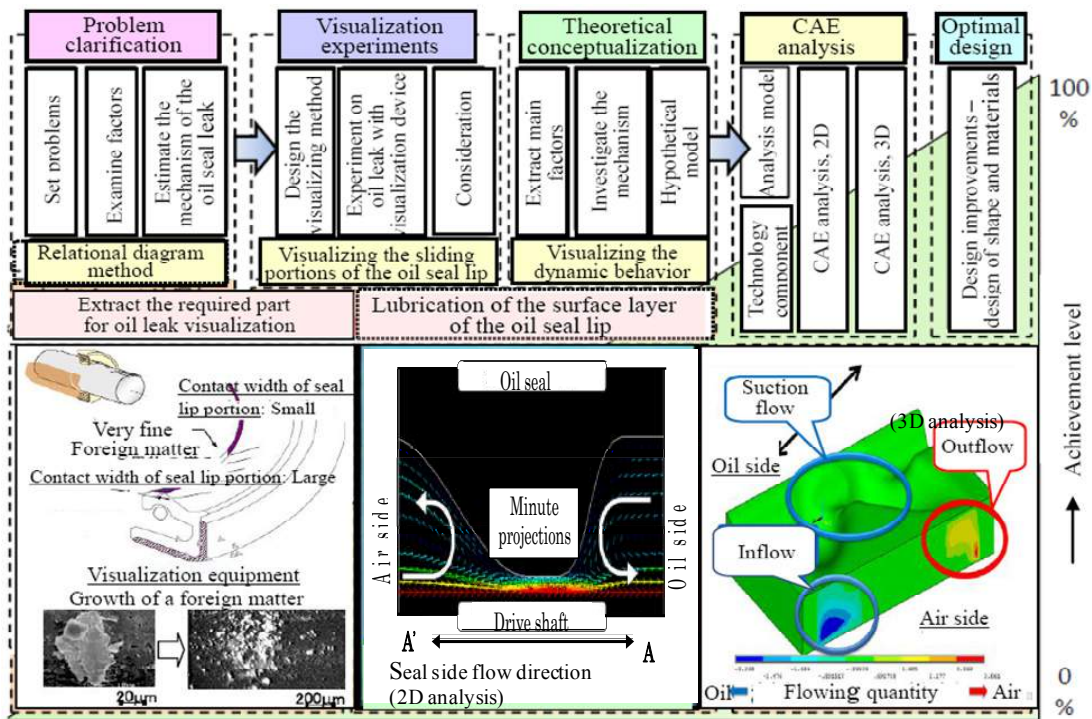 Problem
clarification
Visualization
experiments
Theoretical
conceptualization
CAE
analysis
Optimal
design
Set problems
Examine factors
Estimate the
mechanism of the
oil seal leak
Design the
visualizing method
Experiment on
oil leak with
visualization device
Consideration
Extract main
factors
Investigate the
mechanism
Hypothetical
model
Analysis model
Technology
component
CAE analysis, 2D
CAE analysis, 3D
Design improvements –
design of shape and materials
100
%
Relational diagram
method
Visualizing the sliding
portions of the oil seal lip
Visualizing the
dynamic behavior
Extract the required part
for oil leak visualization
Lubrication of the surface layer
of the oil seal lip
Achievement level
0
%
Contact width of seal
lip portion: Small
Very fine
Foreign matter
Contact width of seal lip portion: Large
Visualization equipment
Growth of a foreign matter
20μm
200μm
Oil seal
Air side
Minute
projections
Oil side
Drive shaft
A'
A
Seal side flow direction
(2D analysis)
Suction
flow
(3D analysis)
Outflow
Oil side
Inflow
Air side
Oil
Flowing quantity
Air